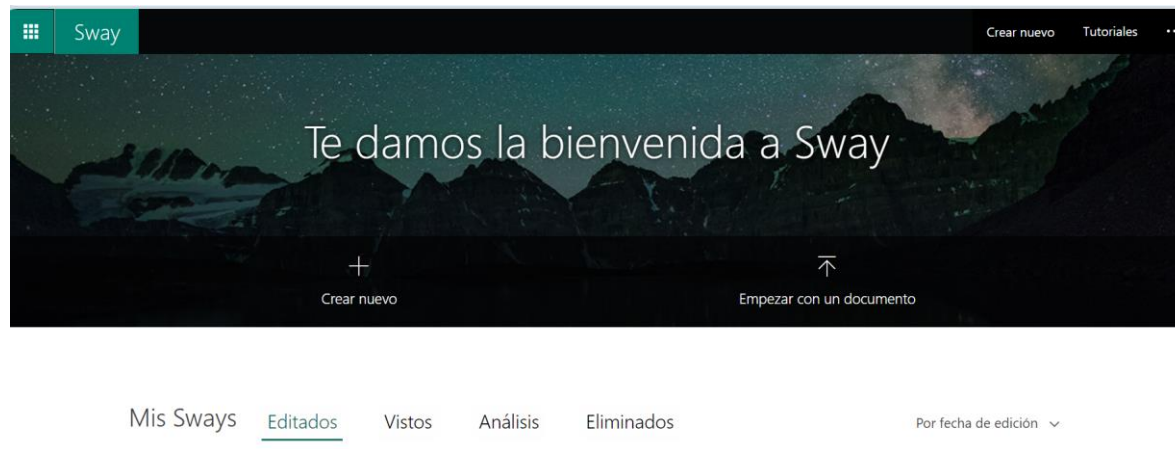 Sway
Crear nuevo
Tutoriales
Te damos la bienvenida a Sway
Crear nuevo
Empezar con un documento
Mis Sways
Editados
Vistos
Análisis
Eliminados
Por fecha de edición